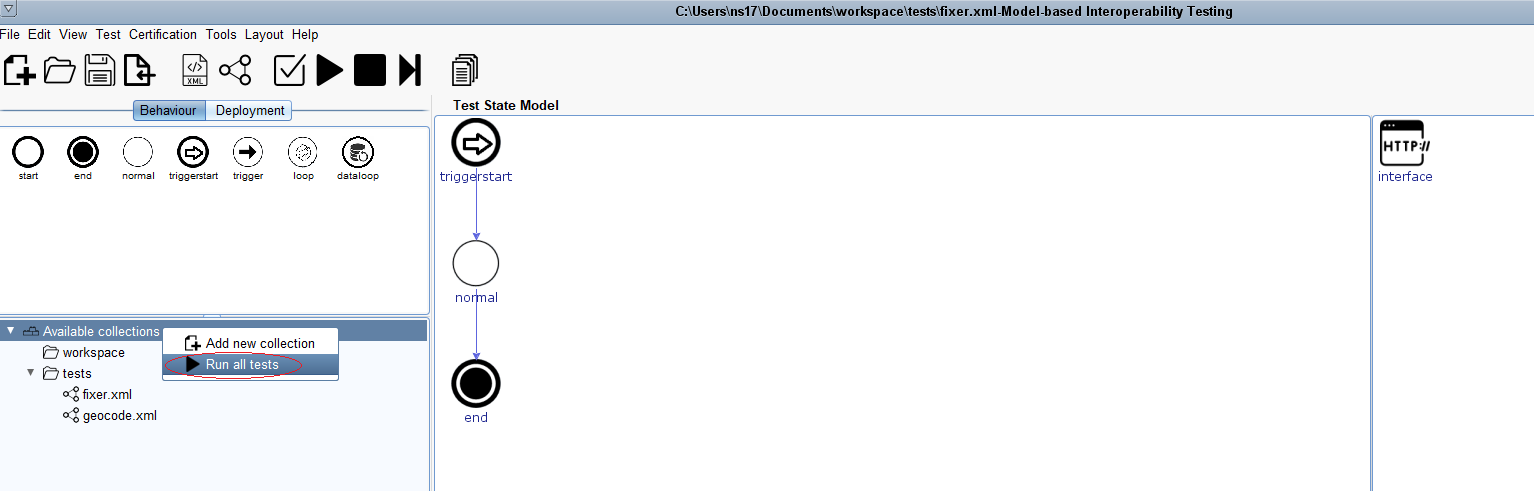 C:\Users\ns17\Documents\workspace\tests\fixer.xml-Model-based Interoperability Testing
File Edit View Test Certification Tools Layout Help
</> XML
Behaviour Deployment
start end normal triggerstart trigger loop dataloop
Available collections
Add new collection
Run all tests
workspace
tests
fixer.xml
geocode.xml
Test State Model
triggerstart
normal
end
HTTP://
interface